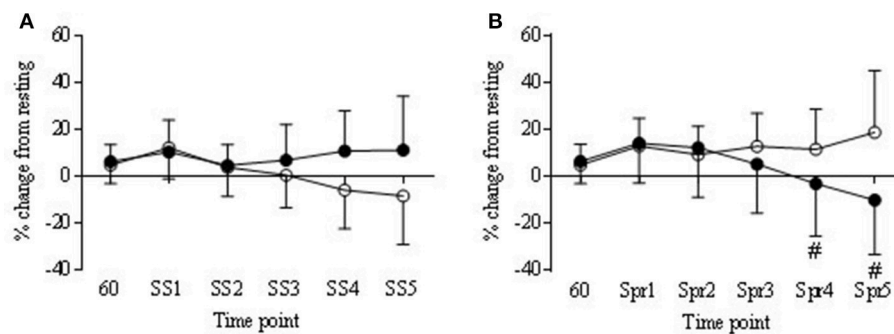 A
% change from resting
60
40
20
0
-20
-40
60 SS1 SS2 SS3 SS4 SS5
Time point
B
% change from resting
60
40
20
0
-20
-40
#
#
60 Spr1 Spr2 Spr3 Spr4 Spr5
Time point